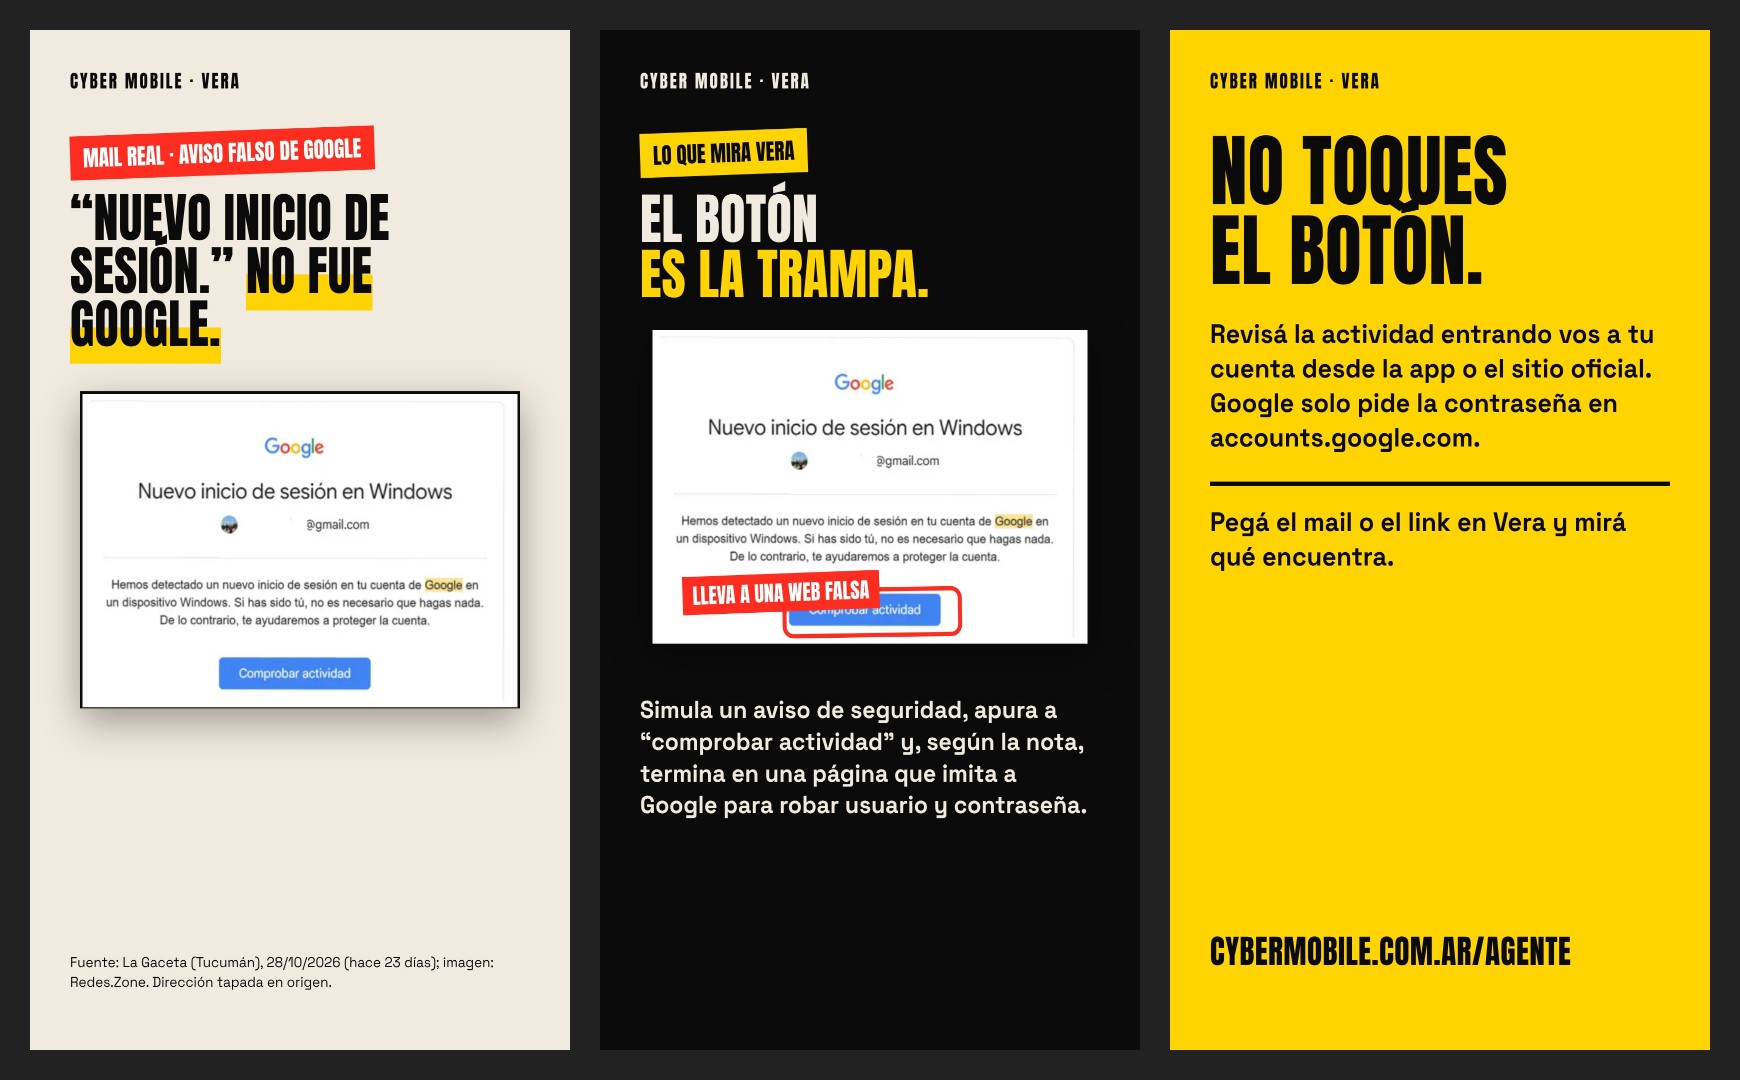 CYBER MOBILE · VERA
MAIL REAL · AVISO FALSO DE GOOGLE
“NUEVO INICIO DE
SESIÓN.” NO FUE
GOOGLE.
Google
Nuevo inicio de sesión en Windows
@gmail.com
Hemos detectado un nuevo inicio de sesión en tu cuenta de Google en
un dispositivo Windows. Si has sido tú, no es necesario que hagas nada.
De lo contrario, te ayudaremos a proteger la cuenta.
Comprobar actividad
Fuente: La Gaceta (Tucumán), 28/10/2026 (hace 23 días); imagen:
Redes.Zone. Dirección tapada en origen.
CYBER MOBILE · VERA
LO QUE MIRA VERA
EL BOTÓN
ES LA TRAMPA.
Google
Nuevo inicio de sesión en Windows
@gmail.com
Hemos detectado un nuevo inicio de sesión en tu cuenta de Google en
un dispositivo Windows. Si has sido tú, no es necesario que hagas nada.
De lo contrario, te ayudaremos a proteger la cuenta.
LLEVA A UNA WEB FALSA
Comprobar actividad
Simula un aviso de seguridad, apura a
“comprobar actividad” y, según la nota,
termina en una página que imita a
Google para robar usuario y contraseña.
CYBER MOBILE · VERA
NO TOQUES
EL BOTÓN.
Revisá la actividad entrando vos a tu
cuenta desde la app o el sitio oficial.
Google solo pide la contraseña en
accounts.google.com.
Pegá el mail o el link en Vera y mirá
qué encuentra.
CYBERMOBILE.COM.AR/AGENTE